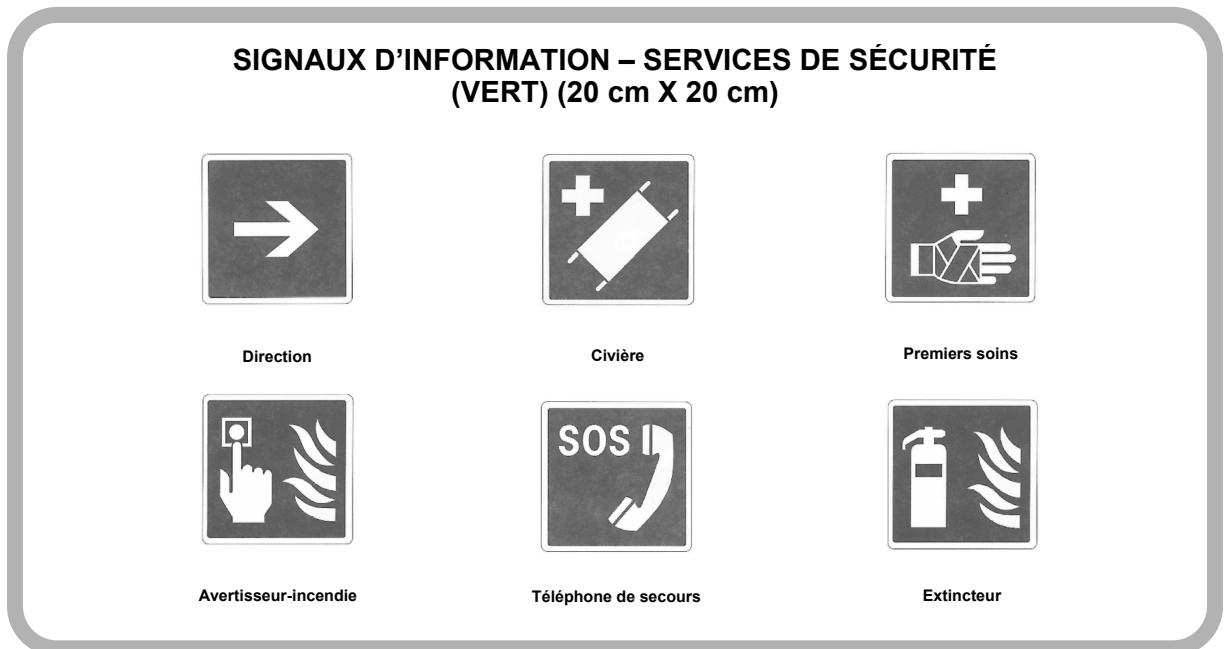 SIGNAUX D’INFORMATION – SERVICES DE SÉCURITÉ
(VERT) (20 cm X 20 cm)
Direction
Civière
Premiers soins
SOS
Avertisseur-incendie
Téléphone de secours
Extincteur